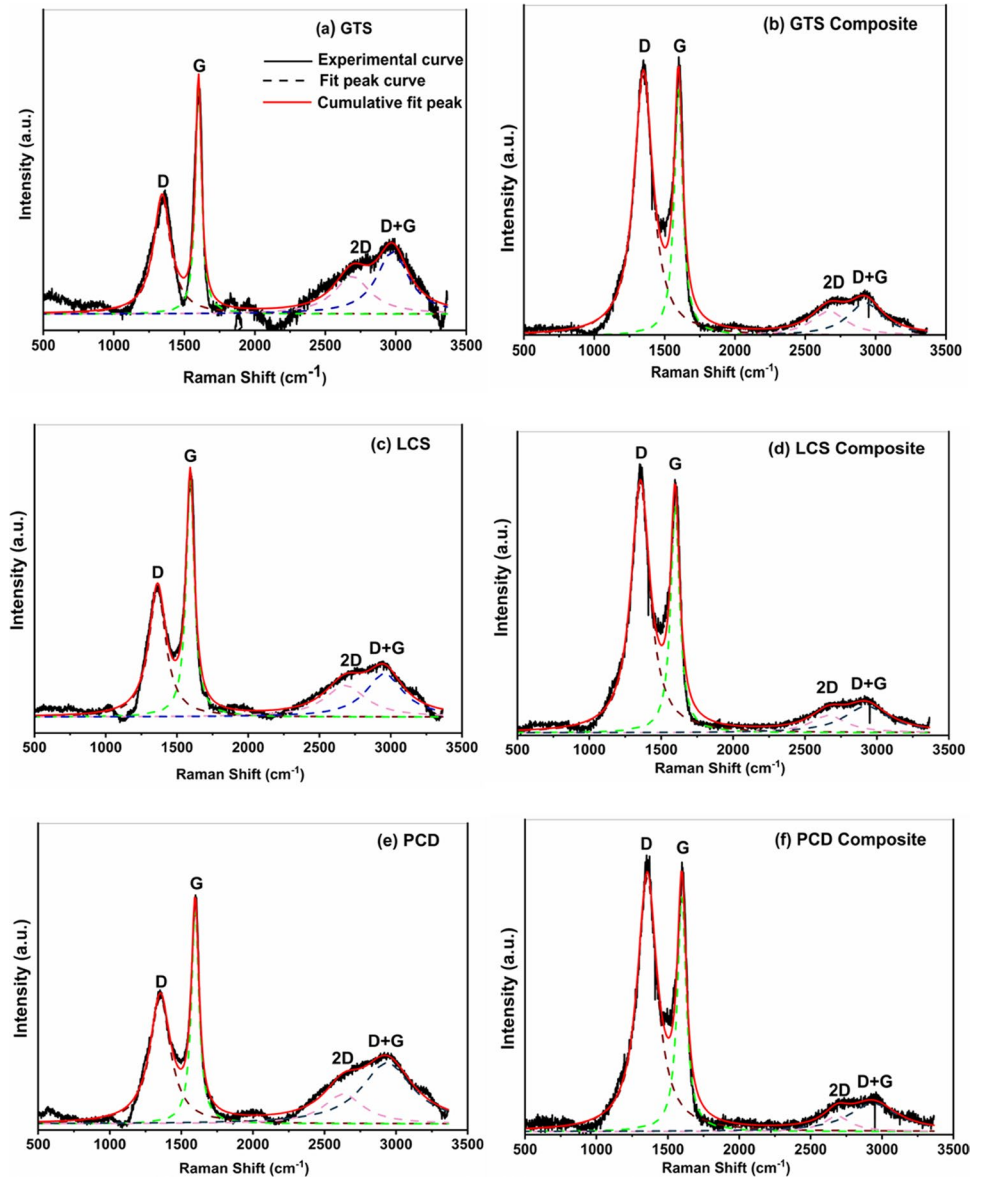 (a) GTS
Experimental curve
Fit peak curve
Cumulative fit peak
D
G
2D
D+G
Intensity (a.u.)
500 1000 1500 2000 2500 3000 3500
Raman Shift (cm-1)
(b) GTS Composite
D
G
2D
D+G
Intensity (a.u.)
500 1000 1500 2000 2500 3000 3500
Raman Shift (cm-1)
(c) LCS
D
G
2D
D+G
Intensity (a.u.)
500 1000 1500 2000 2500 3000 3500
Raman Shift (cm-1)
(d) LCS Composite
D
G
2D
D+G
Intensity (a.u.)
500 1000 1500 2000 2500 3000 3500
Raman Shift (cm-1)
(e) PCD
D
G
2D
D+G
Intensity (a.u.)
500 1000 1500 2000 2500 3000 3500
Raman Shift (cm-1)
(f) PCD Composite
D
G
2D
D+G
Intensity (a.u.)
500 1000 1500 2000 2500 3000 3500
Raman Shift (cm-1)